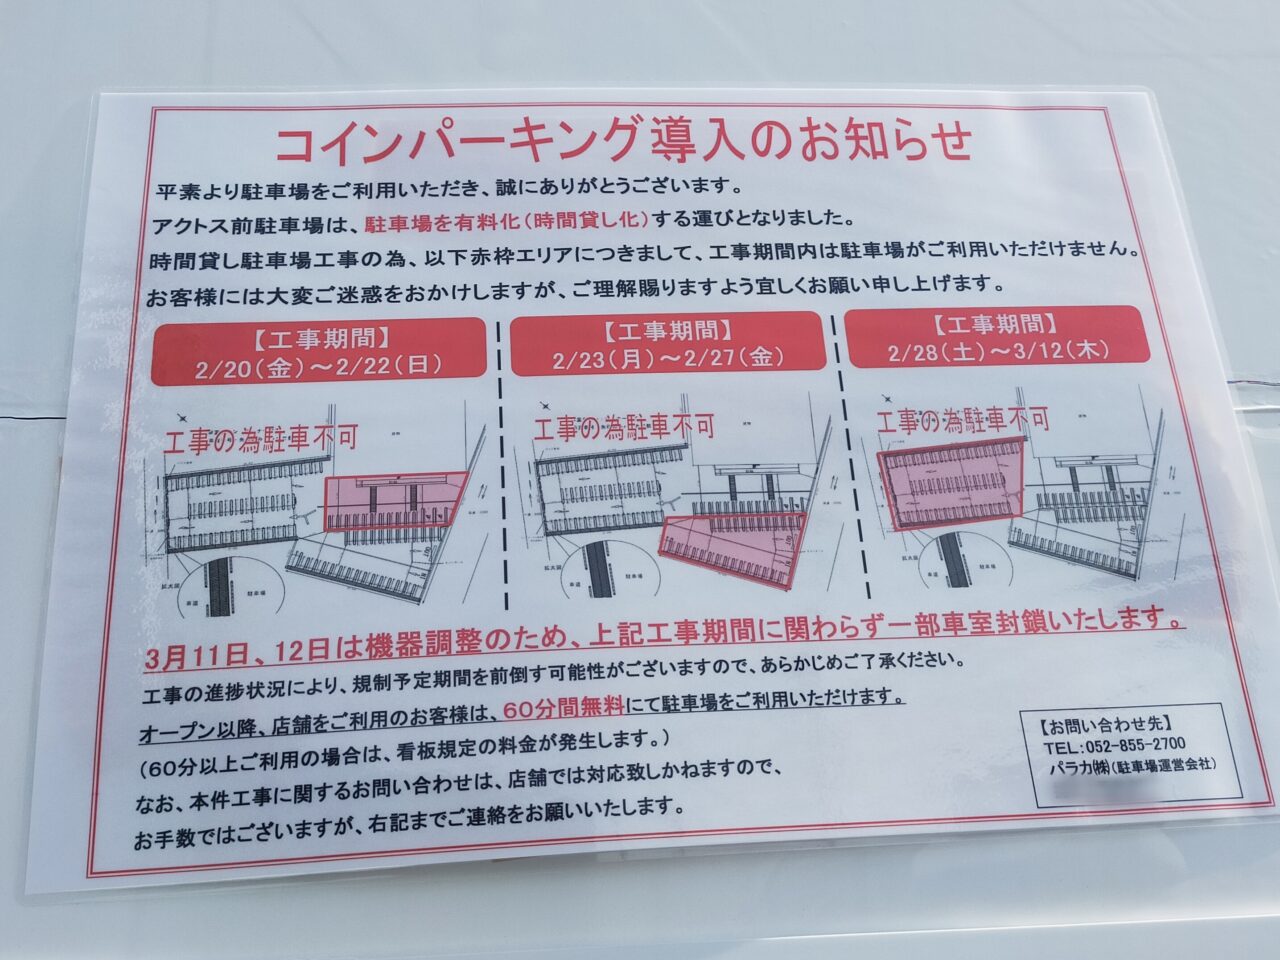 コインパーキング導入のお知らせ
平素より駐車場をご利用いただき、誠にありがとうございます。
アクトス前駐車場は、駐車場を有料化(時間貸し化)する運びとなりました。
時間貸し駐車場工事の為、以下赤枠エリアにつきまして、工事期間内は駐車場がご利用いただけません。
お客様には大変ご迷惑をおかけしますが、ご理解賜りますよう宜しくお願い申し上げます。
【工事期間】
2/20(金)～2/22(日)
【工事期間】
2/23(月)～2/27(金)
【工事期間】
2/28(土)～3/12(木)
工事の為駐車不可
工事の為駐車不可
工事の為駐車不可
拡大図
車道
駐車場
拡大図
車道
駐車場
車道
駐車場
3月11日、12日は機器調整のため、上記工事期間に関わらず一部車室封鎖いたします。
工事の進捗状況により、規制予定期間を前倒す可能性がございますので、あらかじめご了承ください。
オープン以降、店舗をご利用のお客様は、60分間無料にて駐車場をご利用いただけます。
(60分以上ご利用の場合は、看板規定の料金が発生します。)
なお、本件工事に関するお問い合わせは、店舗では対応致しかねますので、
お手数ではございますが、右記までご連絡をお願いいたします。
【お問い合わせ先】
TEL:052-855-2700
パラカ㈱(駐車場運営会社)